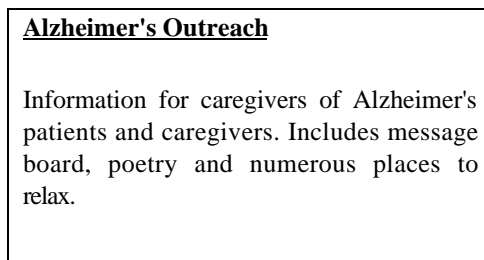 Alzheimer's Outreach
Information for caregivers of Alzheimer's
patients and caregivers. Includes message
board, poetry and numerous places to
relax.